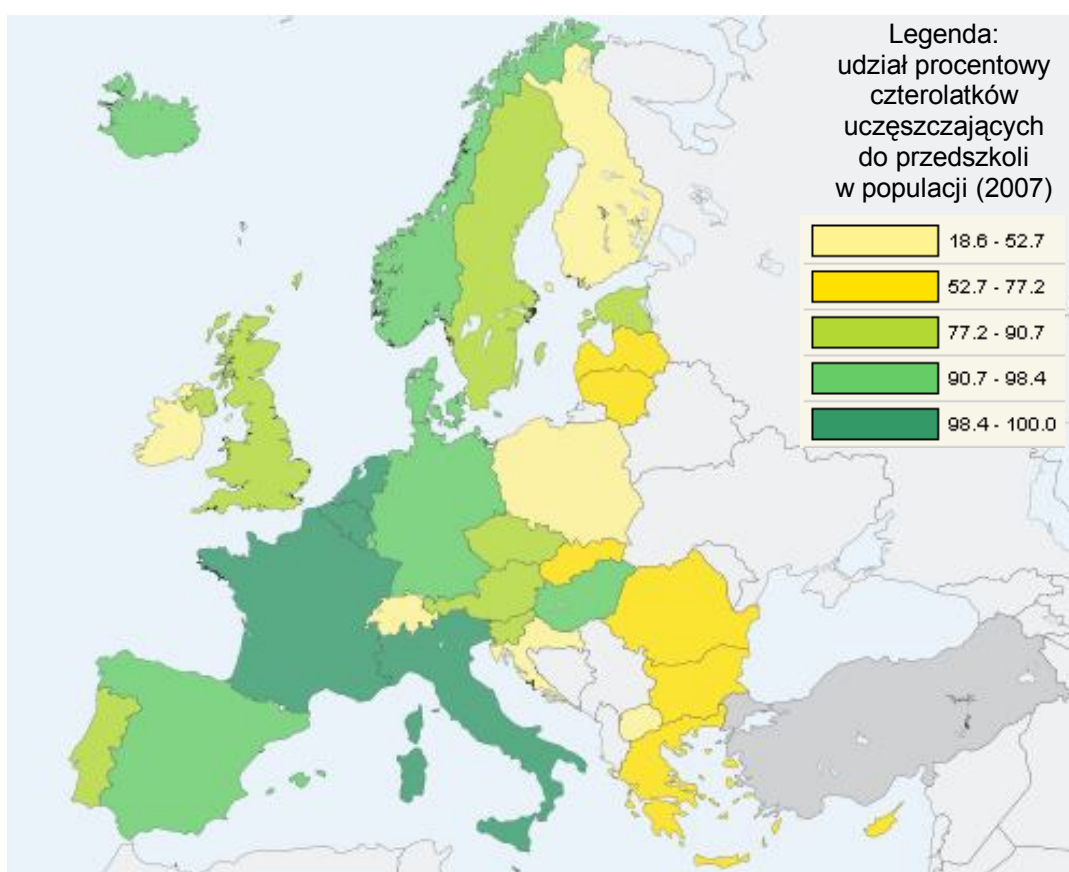 Legenda:
udział procentowy
czterolatków
uczęszczających
do przedszkoli
w populacji (2007)
18.6 - 52.7
52.7 - 77.2
77.2 - 90.7
90.7 - 98.4
98.4 - 100.0